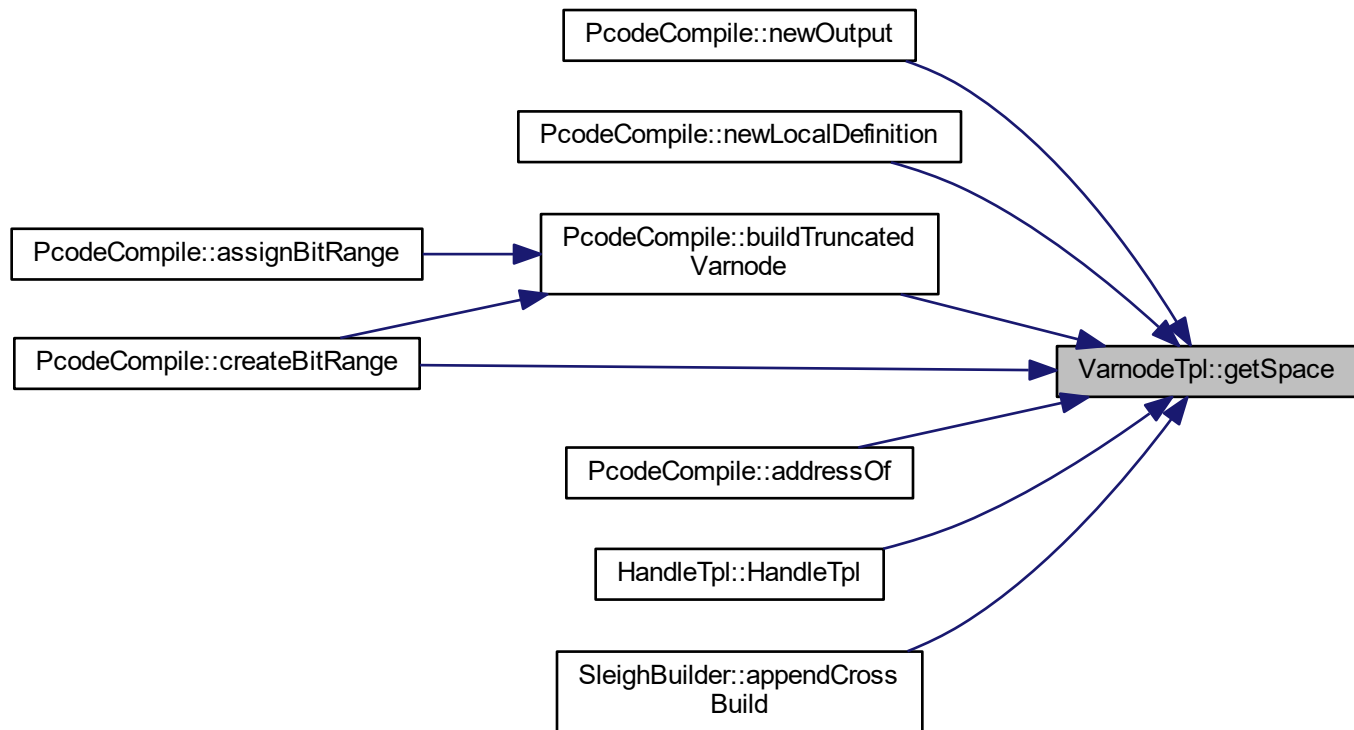 PcodeCompile::newOutput
PcodeCompile::newLocalDefinition
PcodeCompile::assignBitRange
PcodeCompile::buildTruncated
Varnode
PcodeCompile::createBitRange
VarnodeTpl::getSpace
PcodeCompile::addressOf
HandleTpl::HandleTpl
SleighBuilder::appendCross
Build